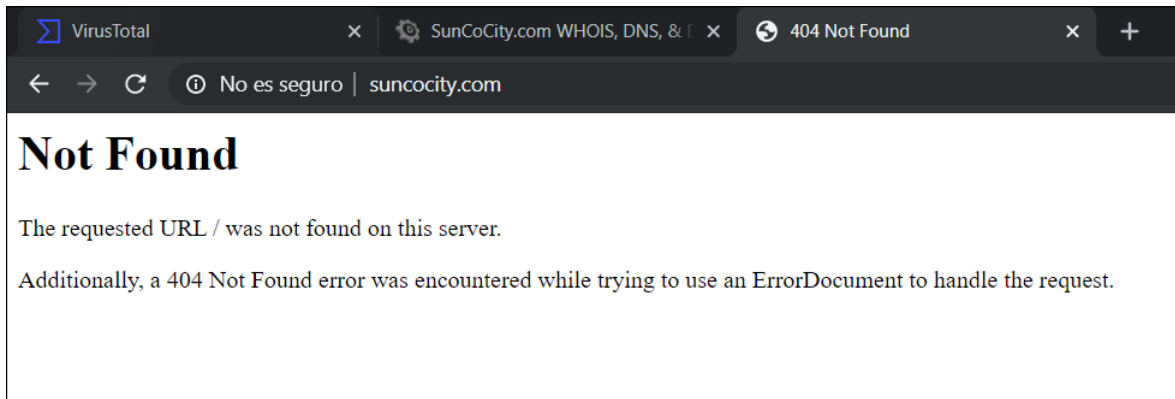 VirusTotal
SunCoCity.com WHOIS, DNS, &
404 Not Found
No es seguro | suncocity.com
Not Found
The requested URL / was not found on this server.
Additionally, a 404 Not Found error was encountered while trying to use an ErrorDocument to handle the request.